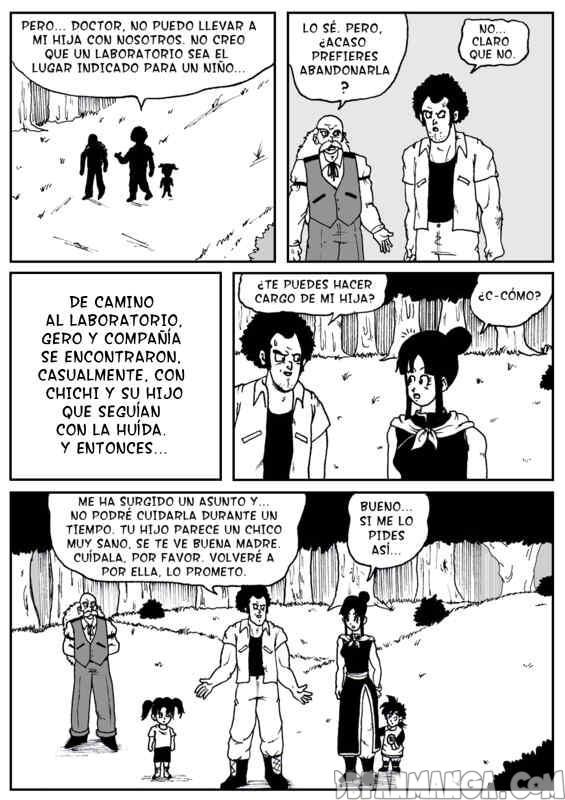 PERO... DOCTOR, NO PUEDO LLEVAR A
MI HIJA CON NOSOTROS. NO CREO
QUE UN LABORATORIO SEA EL
LUGAR INDICADO PARA UN NIÑO...
LO SÉ. PERO,
¿ACASO
PREFIERES
ABANDONARLA
?
NO...
CLARO
QUE NO.
DE CAMINO
AL LABORATORIO,
GERO Y COMPAÑÍA
SE ENCONTRARON,
CASUALMENTE, CON
CHICHI Y SU HIJO
QUE SEGUÍAN
CON LA HUÍDA.
Y ENTONCES...
¿TE PUEDES HACER
CARGO DE MI HIJA?
¿C-CÓMO?
ME HA SURGIDO UN ASUNTO Y...
NO PODRÉ CUIDARLA DURANTE UN
TIEMPO. TU HIJO PARECE UN CHICO
MUY SANO, SE TE VE BUENA MADRE.
CUÍDALA, POR FAVOR. VOLVERÉ A
POR ELLA, LO PROMETO.
BUENO...
SI ME LO
PIDES
ASÍ...
DBFANMANGA.COM